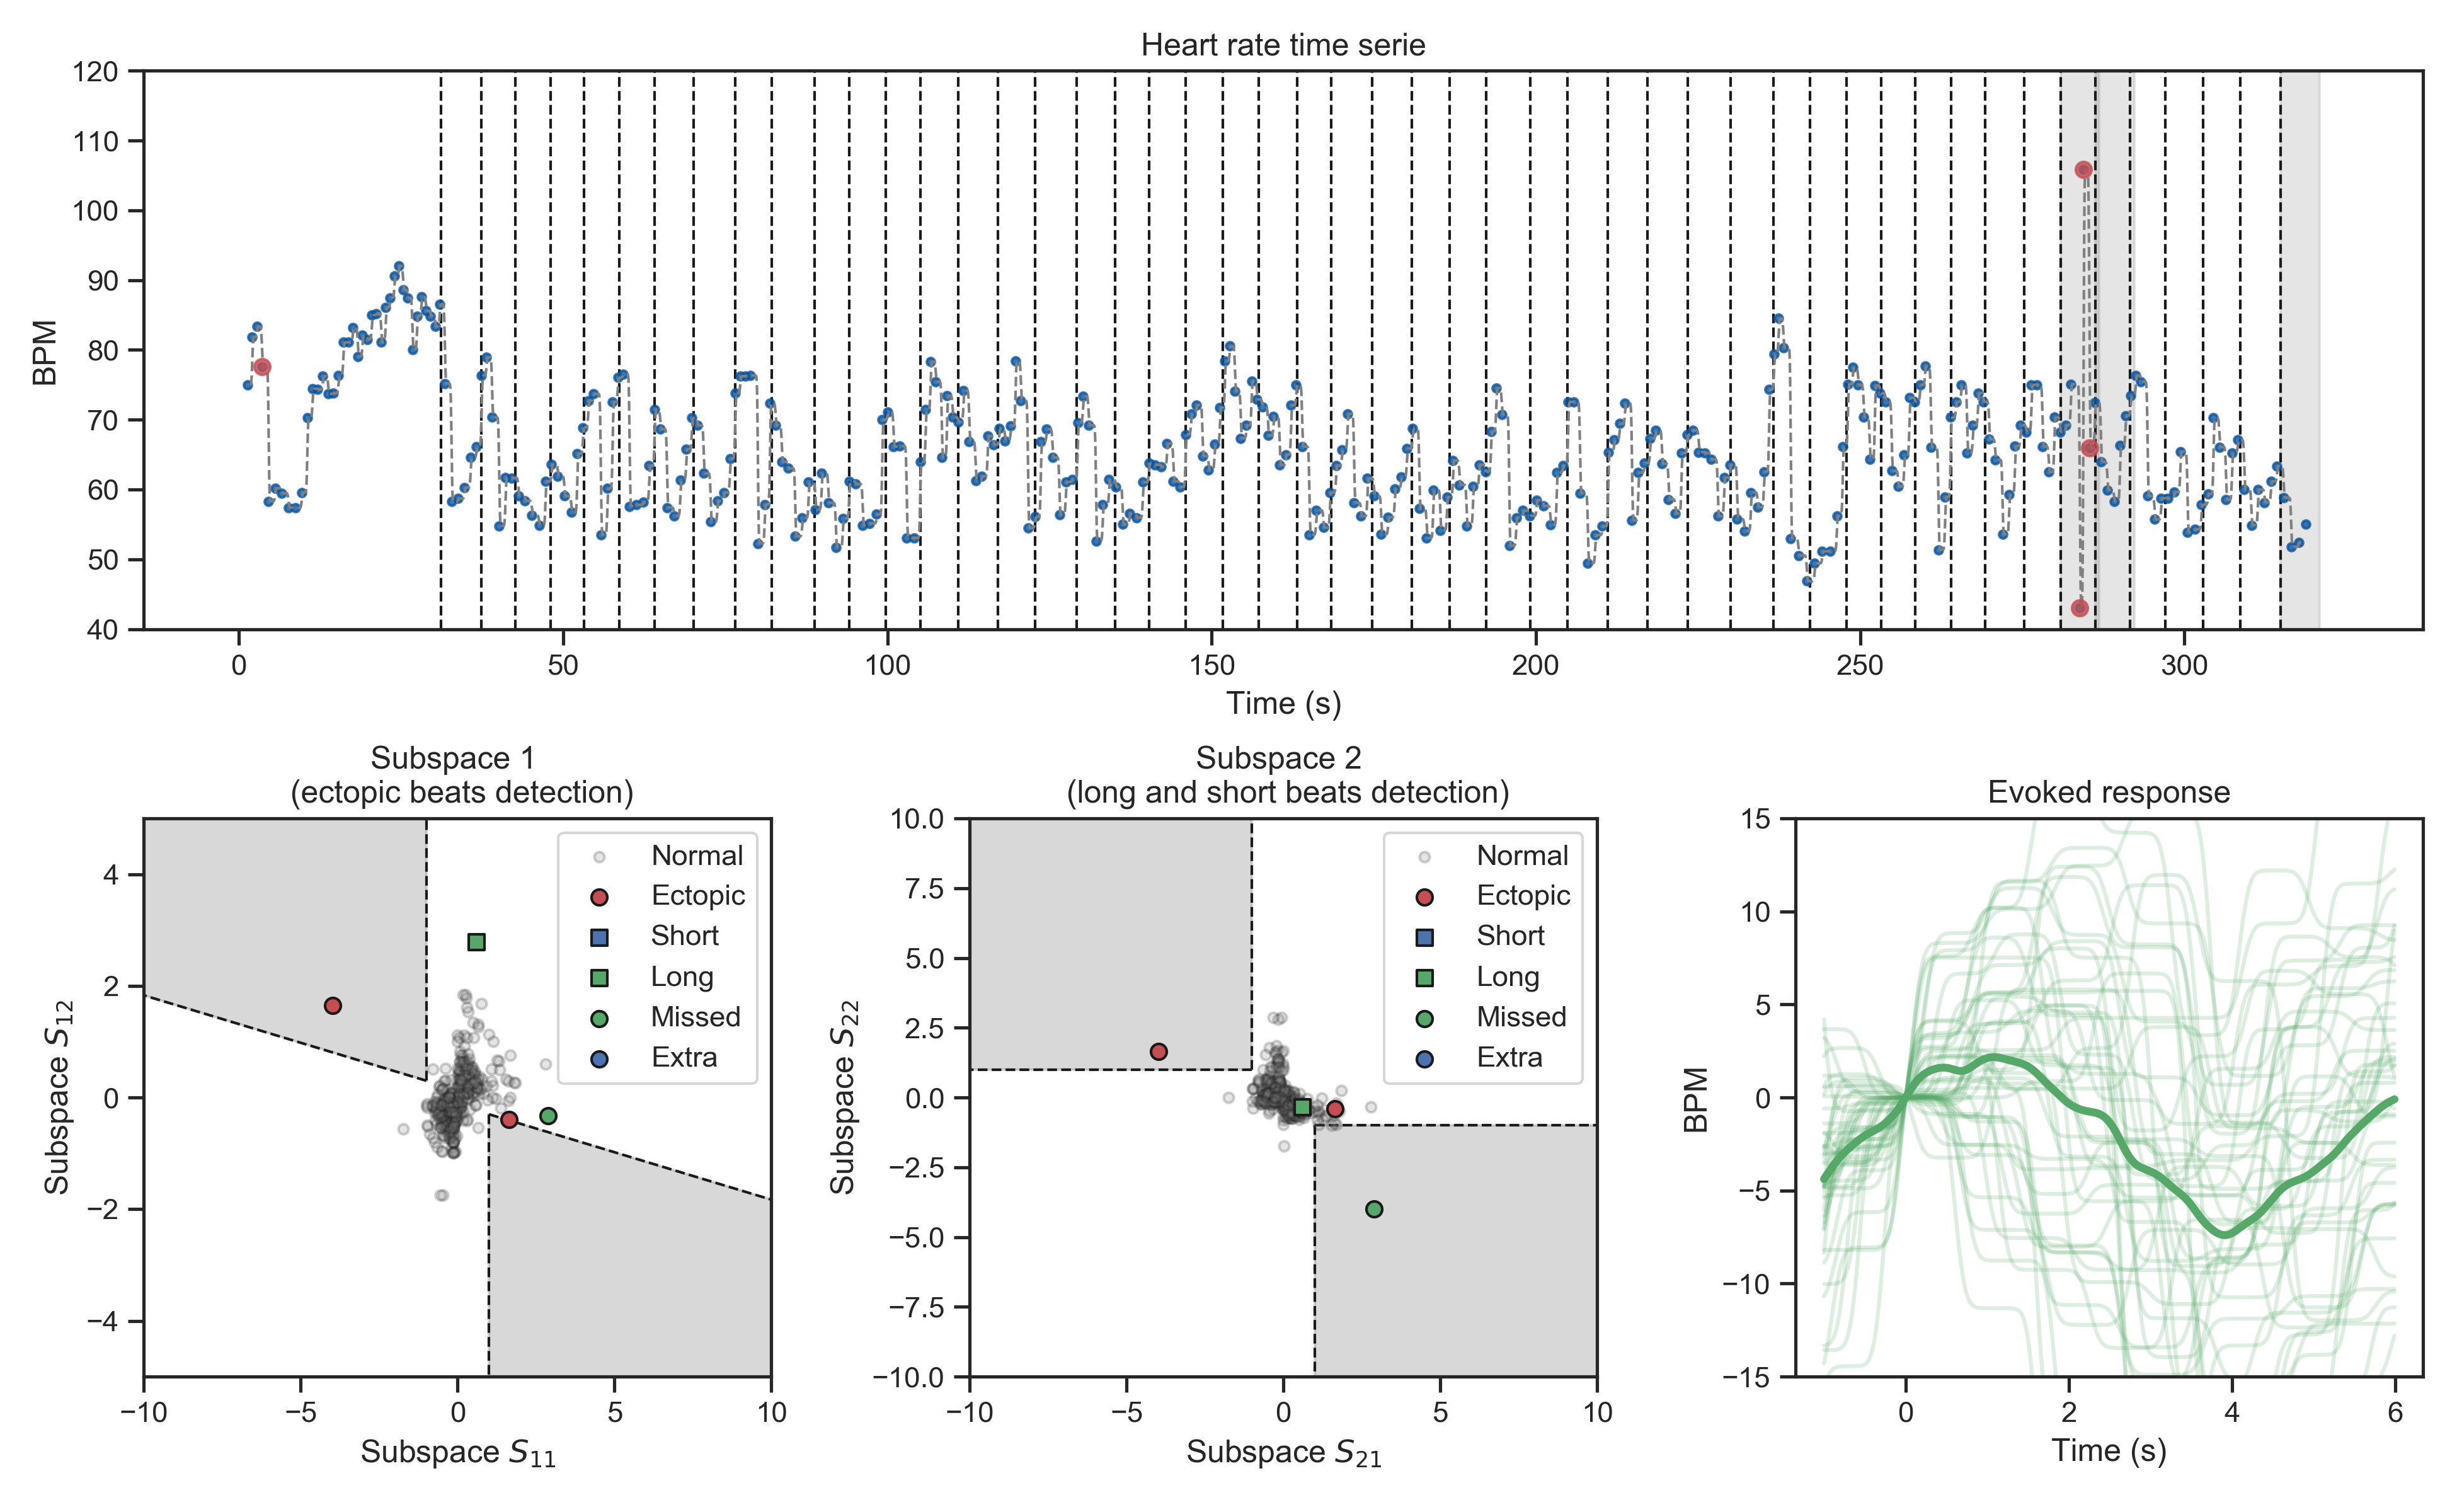 Heart rate time serie
120
110
100
90
80
70
60
50
40
BPM
0 50 100 150 200 250 300
Time (s)
Subspace 1
(ectopic beats detection)
4
2
0
−2
−4
Subspace S12
−10 −5 0 5 10
Subspace S11
Normal
Ectopic
Short
Long
Missed
Extra
Subspace 2
(long and short beats detection)
10.0
7.5
5.0
2.5
0.0
−2.5
−5.0
−7.5
−10.0
Subspace S22
−10 −5 0 5 10
Subspace S21
Normal
Ectopic
Short
Long
Missed
Extra
Evoked response
15
10
5
0
−5
−10
−15
BPM
0 2 4 6
Time (s)